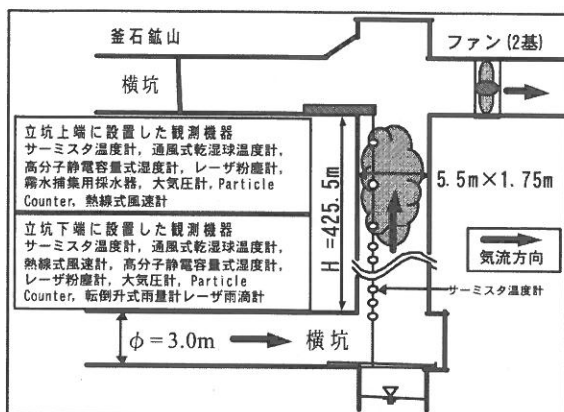 釜石鉱山
ファン(2基)
横坑
立坑上端に設置した観測機器
サーミスタ温度計, 通風式乾湿球温度計,
高分子静電容量式湿度計, レーザ粉塵計,
霧水捕集用採水器, 大気圧計, Particle
Counter, 熱線式風速計
立坑下端に設置した観測機器
サーミスタ温度計, 通風式乾湿球温度計,
熱線式風速計, 高分子静電容量式湿度計,
レーザ粉塵計, 大気圧計, Particle
Counter, 転倒升式雨量計レーザ雨滴計
H =425.5m
5.5m×1.75m
気流方向
サーミスタ温度計
φ=3.0m
横坑